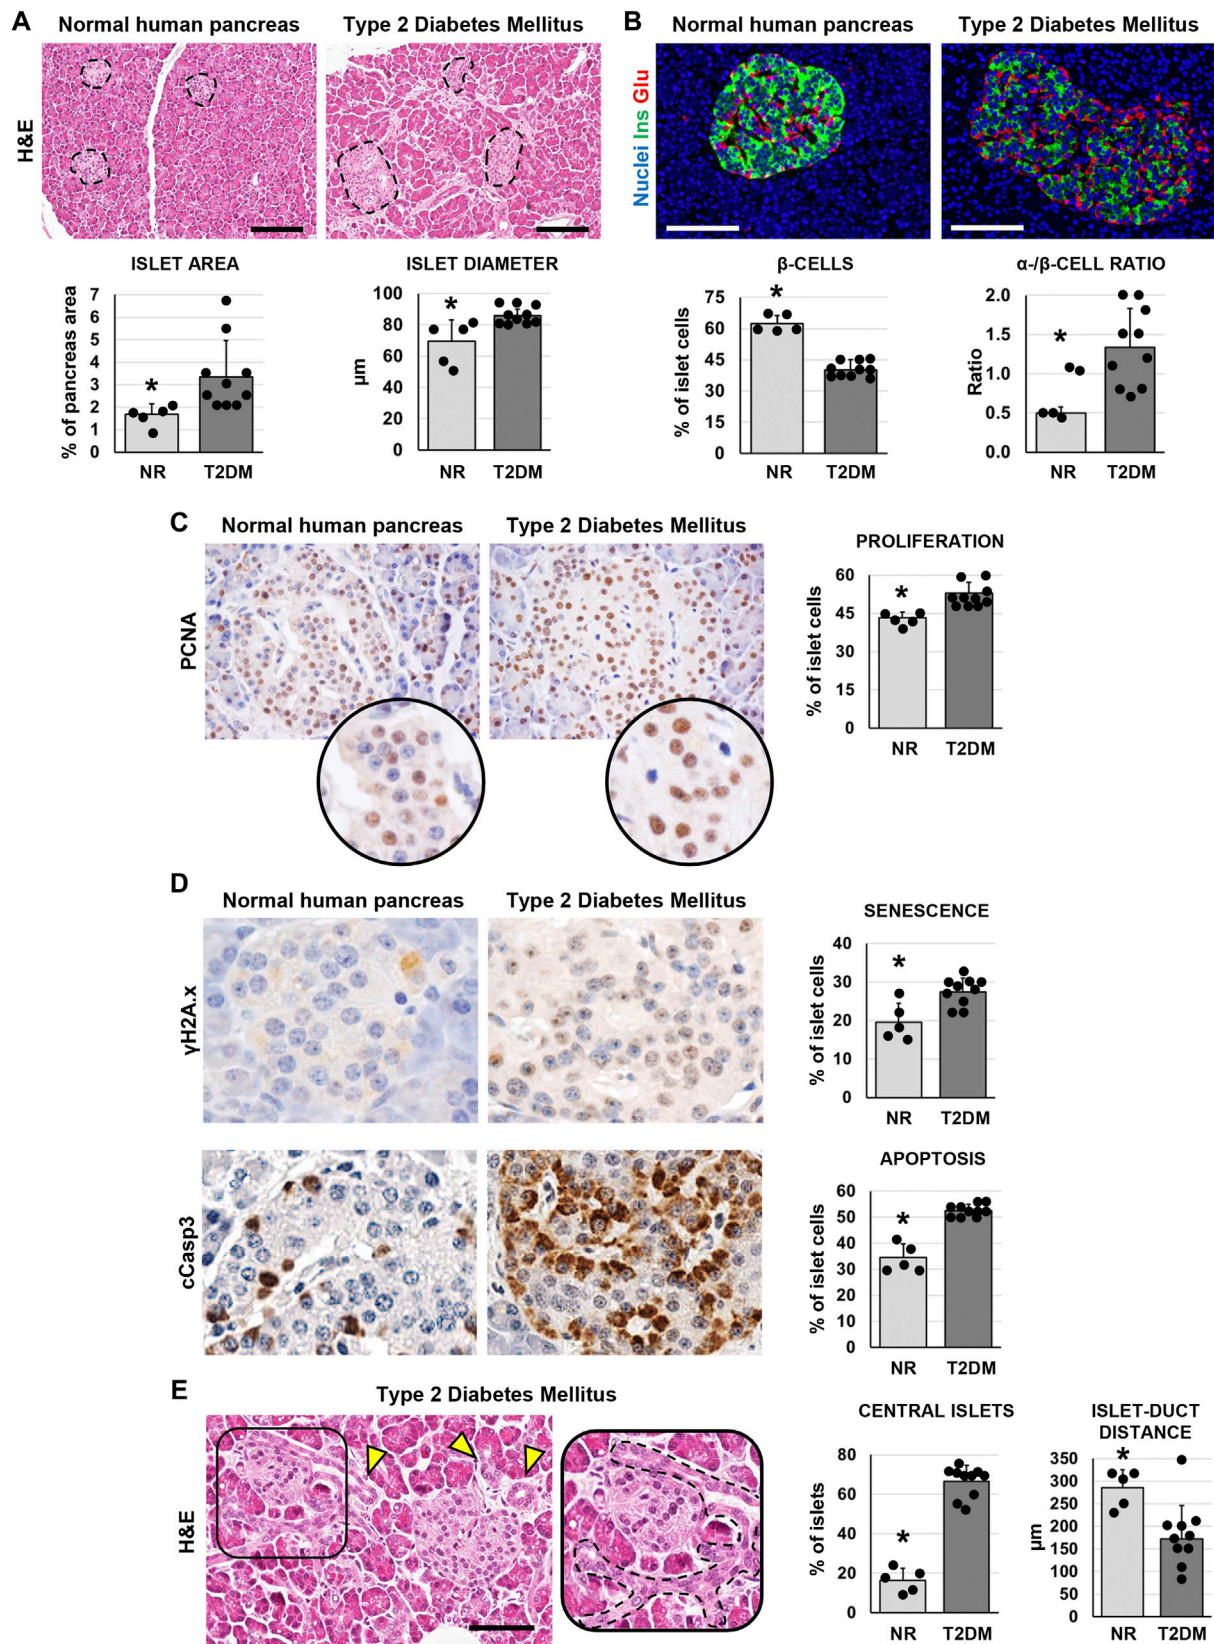 A
Normal human pancreas
Type 2 Diabetes Mellitus
H&E
ISLET AREA
% of pancreas area
7
6
5
4
3
2
1
0
*
NR
T2DM
ISLET DIAMETER
µm
100
80
60
40
20
0
*
NR
T2DM
B
Normal human pancreas
Type 2 Diabetes Mellitus
Nuclei Ins Glu
β-CELLS
% of islet cells
75
60
45
30
15
0
*
NR
T2DM
α-/β-CELL RATIO
Ratio
2.0
1.5
1.0
0.5
0.0
*
NR
T2DM
C
Normal human pancreas
Type 2 Diabetes Mellitus
PCNA
PROLIFERATION
% of islet cells
60
45
30
15
0
*
NR
T2DM
D
Normal human pancreas
Type 2 Diabetes Mellitus
γH2A.x
SENESCENCE
% of islet cells
40
30
20
10
0
*
NR
T2DM
cCasp3
APOPTOSIS
% of islet cells
60
50
40
30
20
10
0
*
NR
T2DM
E
Type 2 Diabetes Mellitus
H&E
CENTRAL ISLETS
% of islets
80
60
40
20
0
*
NR
T2DM
ISLET-DUCT
DISTANCE
µm
350
300
250
200
150
100
50
0
*
NR
T2DM